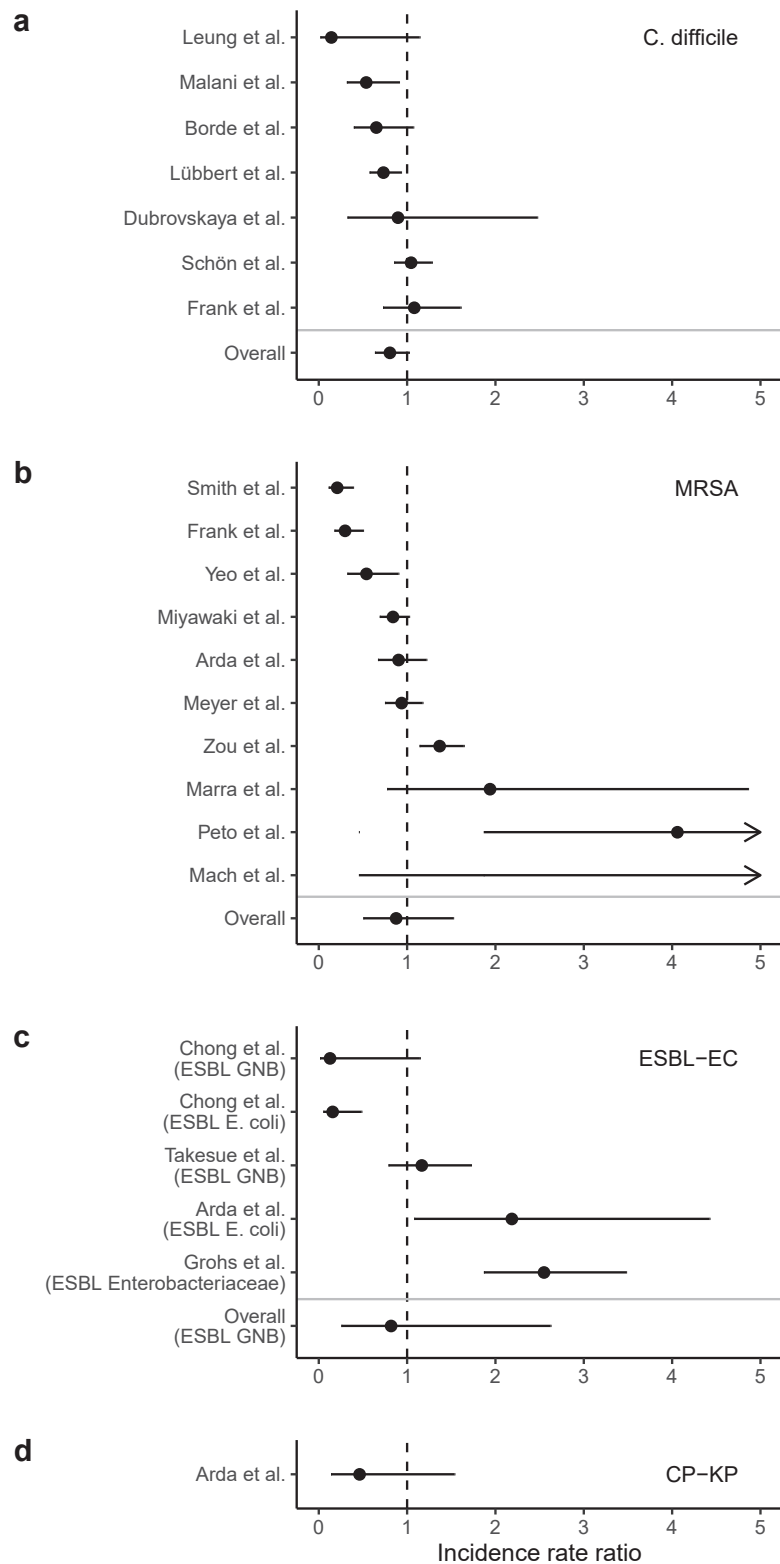 a
C. difficile
Leung et al.
Malani et al.
Borde et al.
Lübbert et al.
Dubrovskaya et al.
Schön et al.
Frank et al.
Overall
0 1 2 3 4 5
b
MRSA
Smith et al.
Frank et al.
Yeo et al.
Miyawaki et al.
Arda et al.
Meyer et al.
Zou et al.
Marra et al.
Peto et al.
Mach et al.
Overall
0 1 2 3 4 5
c
ESBL−EC
Chong et al.
(ESBL GNB)
Chong et al.
(ESBL E. coli)
Takesue et al.
(ESBL GNB)
Arda et al.
(ESBL E. coli)
Grohs et al.
(ESBL Enterobacteriaceae)
Overall
(ESBL GNB)
0 1 2 3 4 5
d
CP−KP
Arda et al.
0 1 2 3 4 5
Incidence rate ratio